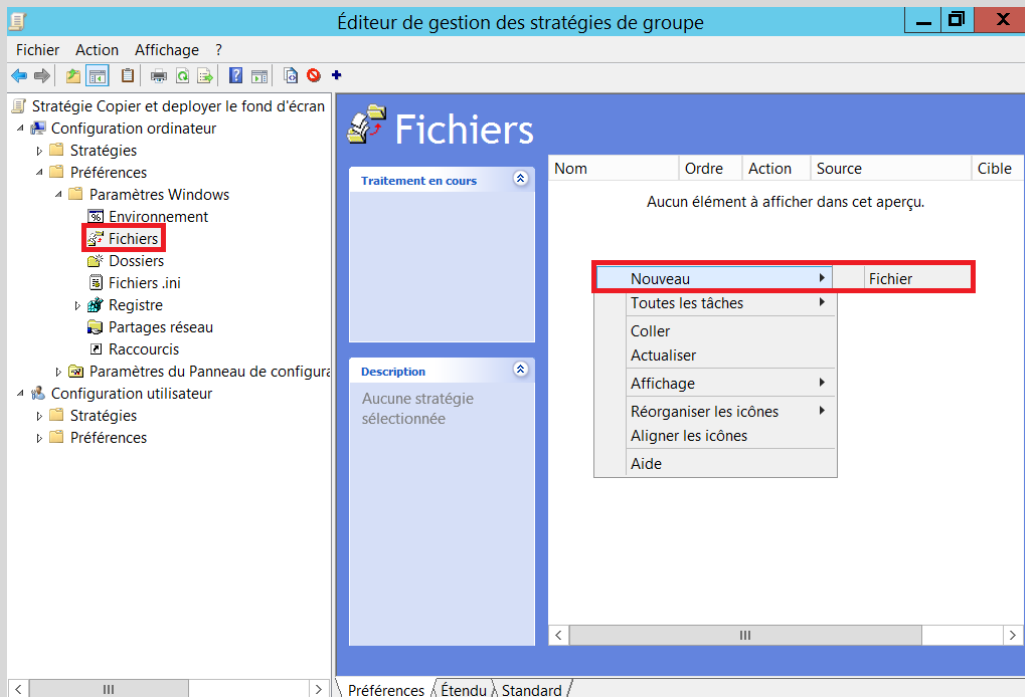 Éditeur de gestion des stratégies de groupe
Fichier Action Affichage ?
Stratégie Copier et deployer le fond d'écran
Configuration ordinateur
Stratégies
Préférences
Paramètres Windows
Environnement
Fichiers
Dossiers
Fichiers .ini
Registre
Partages réseau
Raccourcis
Paramètres du Panneau de configura
Configuration utilisateur
Stratégies
Préférences
Fichiers
Traitement en cours
Description
Aucune stratégie
sélectionnée
Nom Ordre Action Source Cible
Aucun élément à afficher dans cet aperçu.
Nouveau Fichier
Toutes les tâches
Coller
Actualiser
Affichage
Réorganiser les icônes
Aligner les icônes
Aide
Préférences Étendu Standard